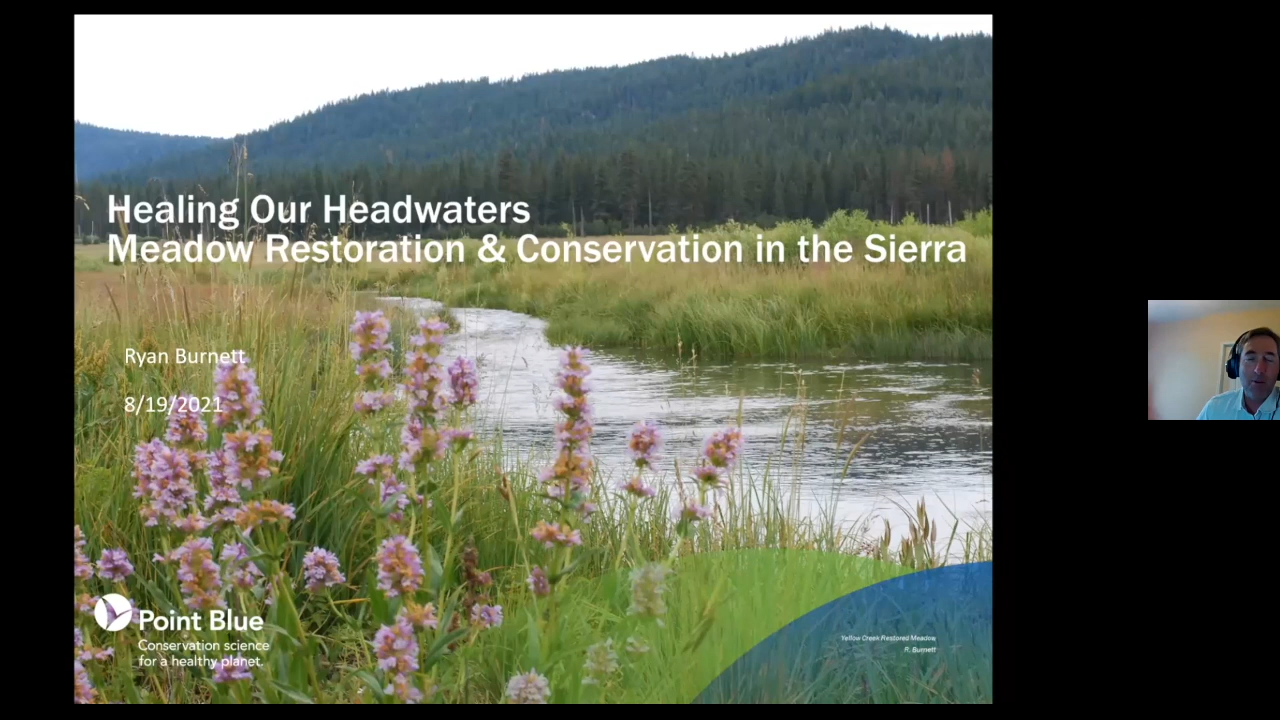 Healing Our Headwaters
Meadow Restoration & Conservation in the Sierra
Ryan Burnett
8/19/2021
Point Blue
Conservation science
for a healthy planet.
Yellow Creek Restored Meadow
R. Burnett